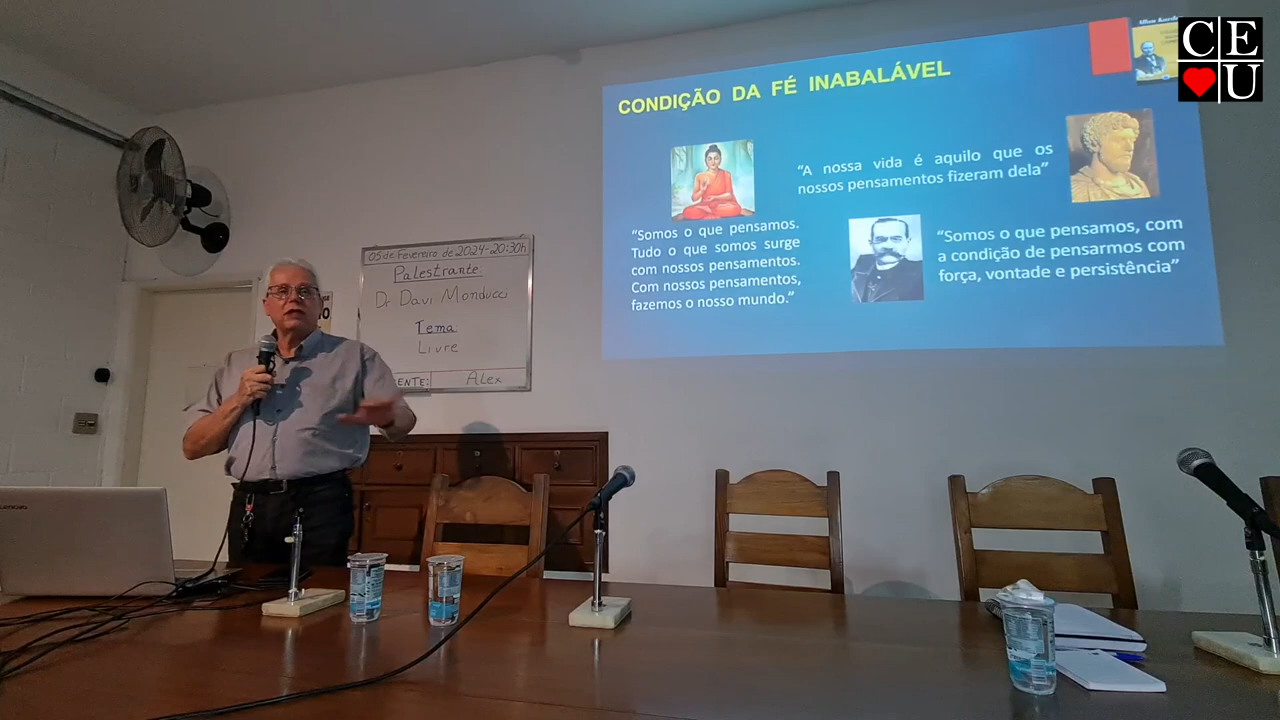 CE
U
Allan Kardec
CONDIÇÃO DA FÉ INABALÁVEL
“A nossa vida é aquilo que os
nossos pensamentos fizeram dela”
“Somos o que pensamos.
Tudo o que somos surge
com nossos pensamentos.
Com nossos pensamentos,
fazemos o nosso mundo.”
“Somos o que pensamos, com
a condição de pensarmos com
força, vontade e persistência”
05 de Fevereiro de 2024-20:30h
Palestrante:
Dr Davi Monducci
Tema:
Livre
ENTE: Alex